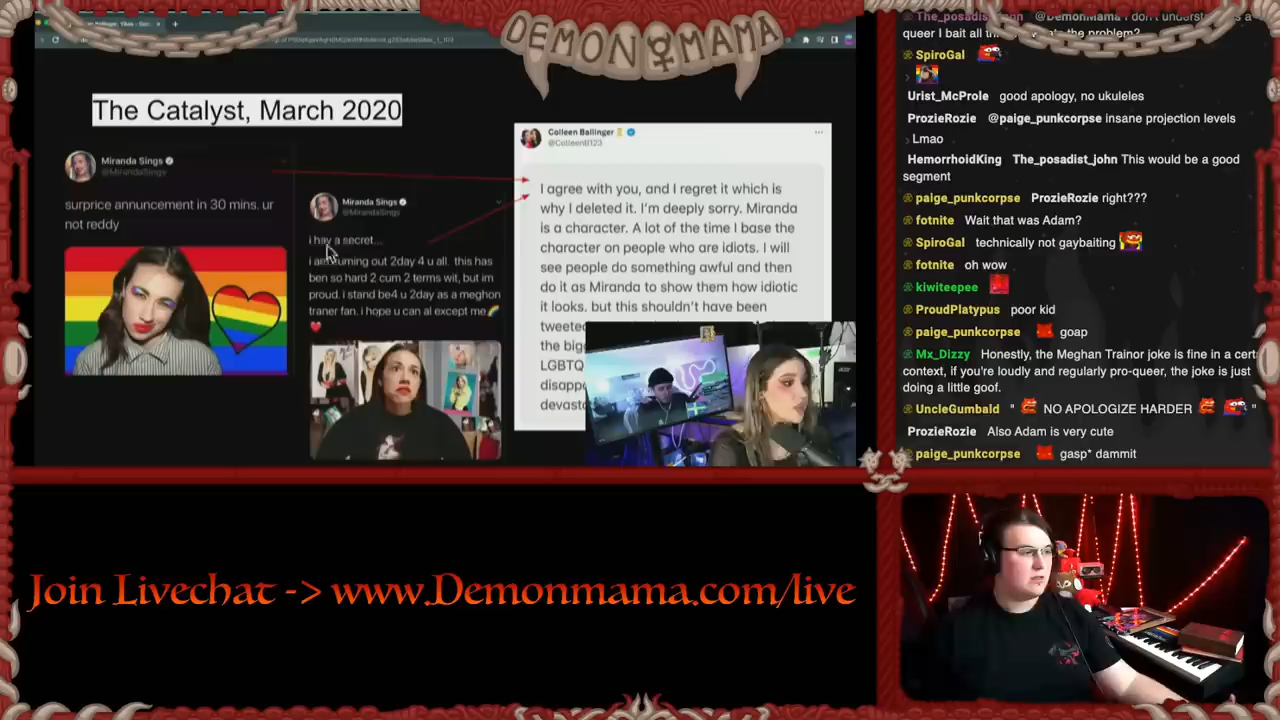 DEMON MAMA
The Catalyst, March 2020
Miranda Sings
@MirandaSings
surprice annuncement in 30 mins. ur
not reddy
Miranda Sings
@MirandaSings
i hav a secret...
i am
coming out 2day 4 u all. this has
ben so hard 2 cum 2 terms wit, but im
proud. i stand be4 u 2day as a meghon
traner fan. i hope u can al except me
Colleen Ballinger
@ColleenB123
I agree with you, and I regret it which is
why I deleted it. I'm deeply sorry. Miranda
is a character. A lot of the time I base the
character on people who are idiots. I will
see people do something awful and then
do it as Miranda to show them how idiotic
it looks. but this shouldn't have been
tweeted
the big
LGBTQ
disapp
devasta
The_posadist_john @DemonMama I don't
queer I bait all the problem?
SpiroGal
Urist_McProle good apology, no ukuleles
ProzieRozie @paige_punkcorpse insane projection levels
Lmao
HemorrhoidKing The_posadist_john This would be a good
segment
paige_punkcorpse ProzieRozie right???
fotnite Wait that was Adam?
SpiroGal technically not gaybaiting
fotnite oh wow
kiwiteepee
ProudPlatypus poor kid
paige_punkcorpse goap
Mx_Dizzy Honestly, the Meghan Trainor joke is fine in a cert
context, if you're loudly and regularly pro-queer, the joke is just
doing a little goof.
UncleGumbald " NO APOLOGIZE HARDER "
ProzieRozie Also Adam is very cute
paige_punkcorpse gasp* dammit
Join Livechat -> www.Demonmama.com/live